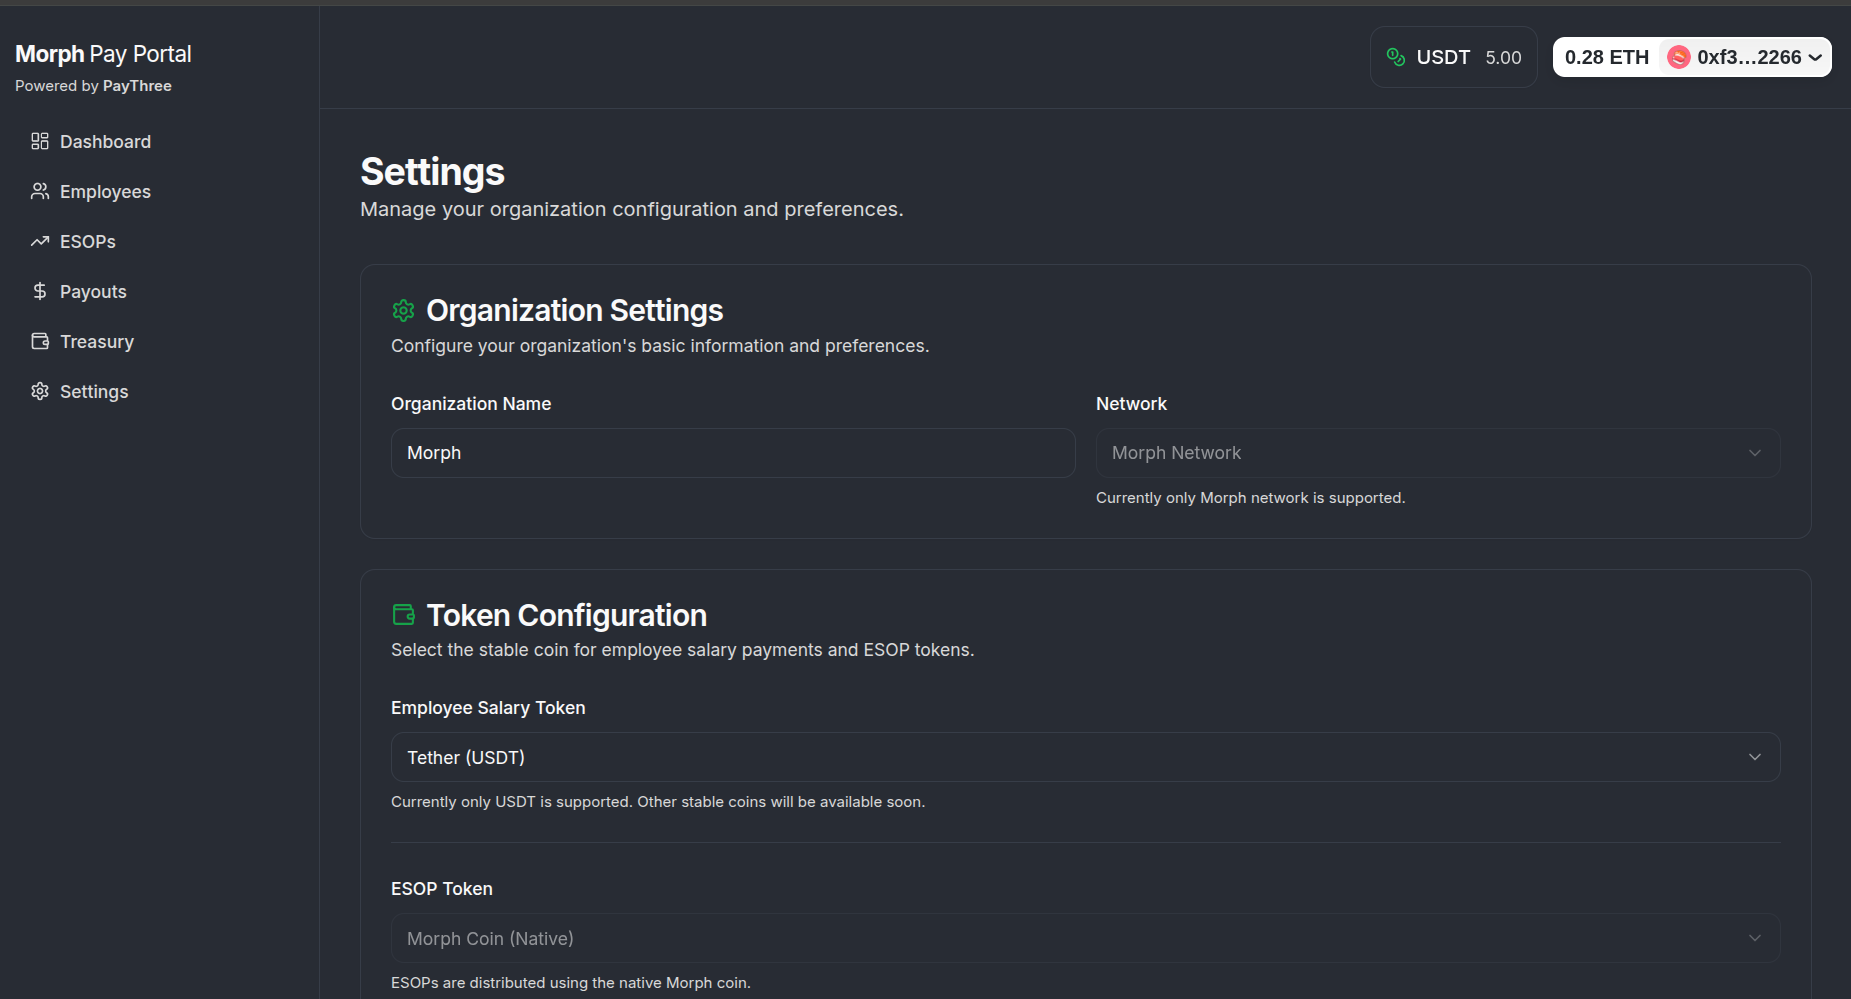 Morph Pay Portal
Powered by PayThree
Dashboard
Employees
ESOPs
Payouts
Treasury
Settings
USDT 5.00
0.28 ETH 0xf3...2266
Settings
Manage your organization configuration and preferences.
Organization Settings
Configure your organization's basic information and preferences.
Organization Name
Morph
Network
Morph Network
Currently only Morph network is supported.
Token Configuration
Select the stable coin for employee salary payments and ESOP tokens.
Employee Salary Token
Tether (USDT)
Currently only USDT is supported. Other stable coins will be available soon.
ESOP Token
Morph Coin (Native)
ESOPs are distributed using the native Morph coin.